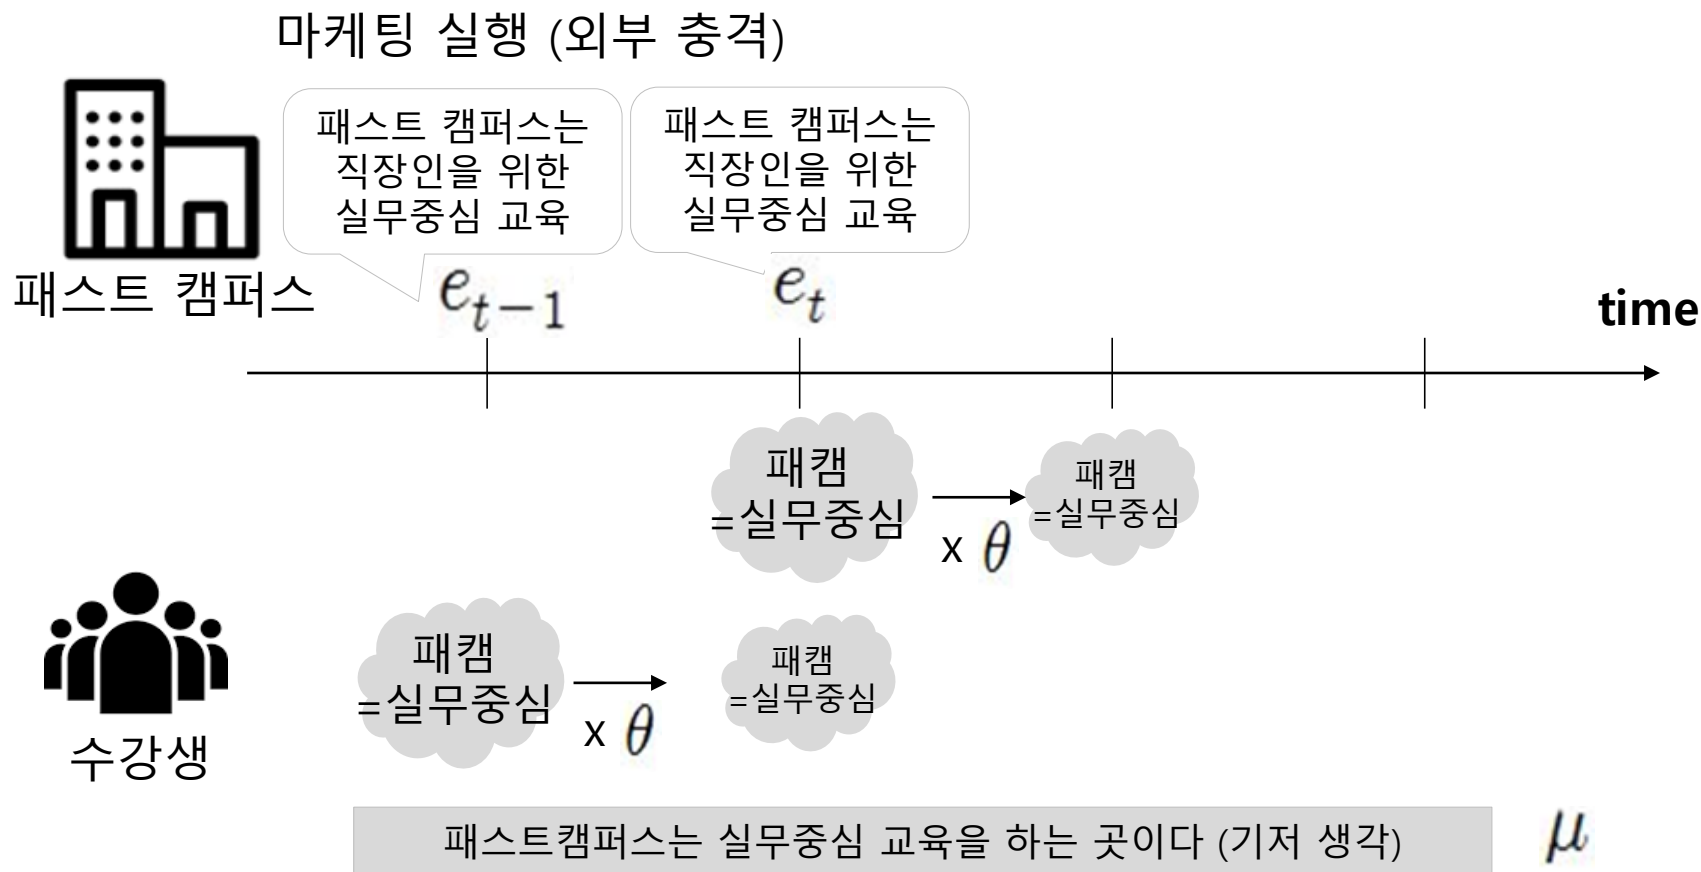 마케팅 실행 (외부 충격)
패스트 캠퍼스는
직장인을 위한
실무중심 교육
패스트 캠퍼스는
직장인을 위한
실무중심 교육
패스트 캠퍼스
e_{t-1}
e_t
time
패캠
=실무중심
x θ
패캠
=실무중심
패캠
=실무중심
x θ
패캠
=실무중심
수강생
패스트캠퍼스는 실무중심 교육을 하는 곳이다 (기저 생각)
μ